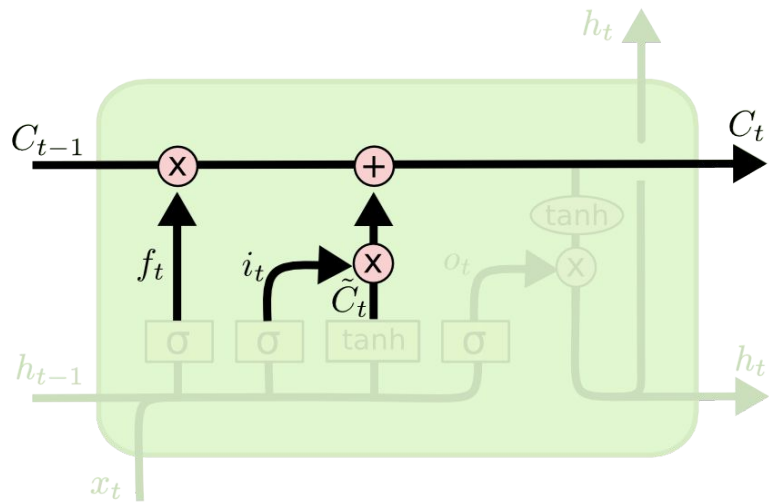 h_t
C_{t-1}
C_t
x
+
tanh
f_t
i_t
x
o_t
x
C̃_t
σ
σ
tanh
σ
h_{t-1}
h_t
x_t